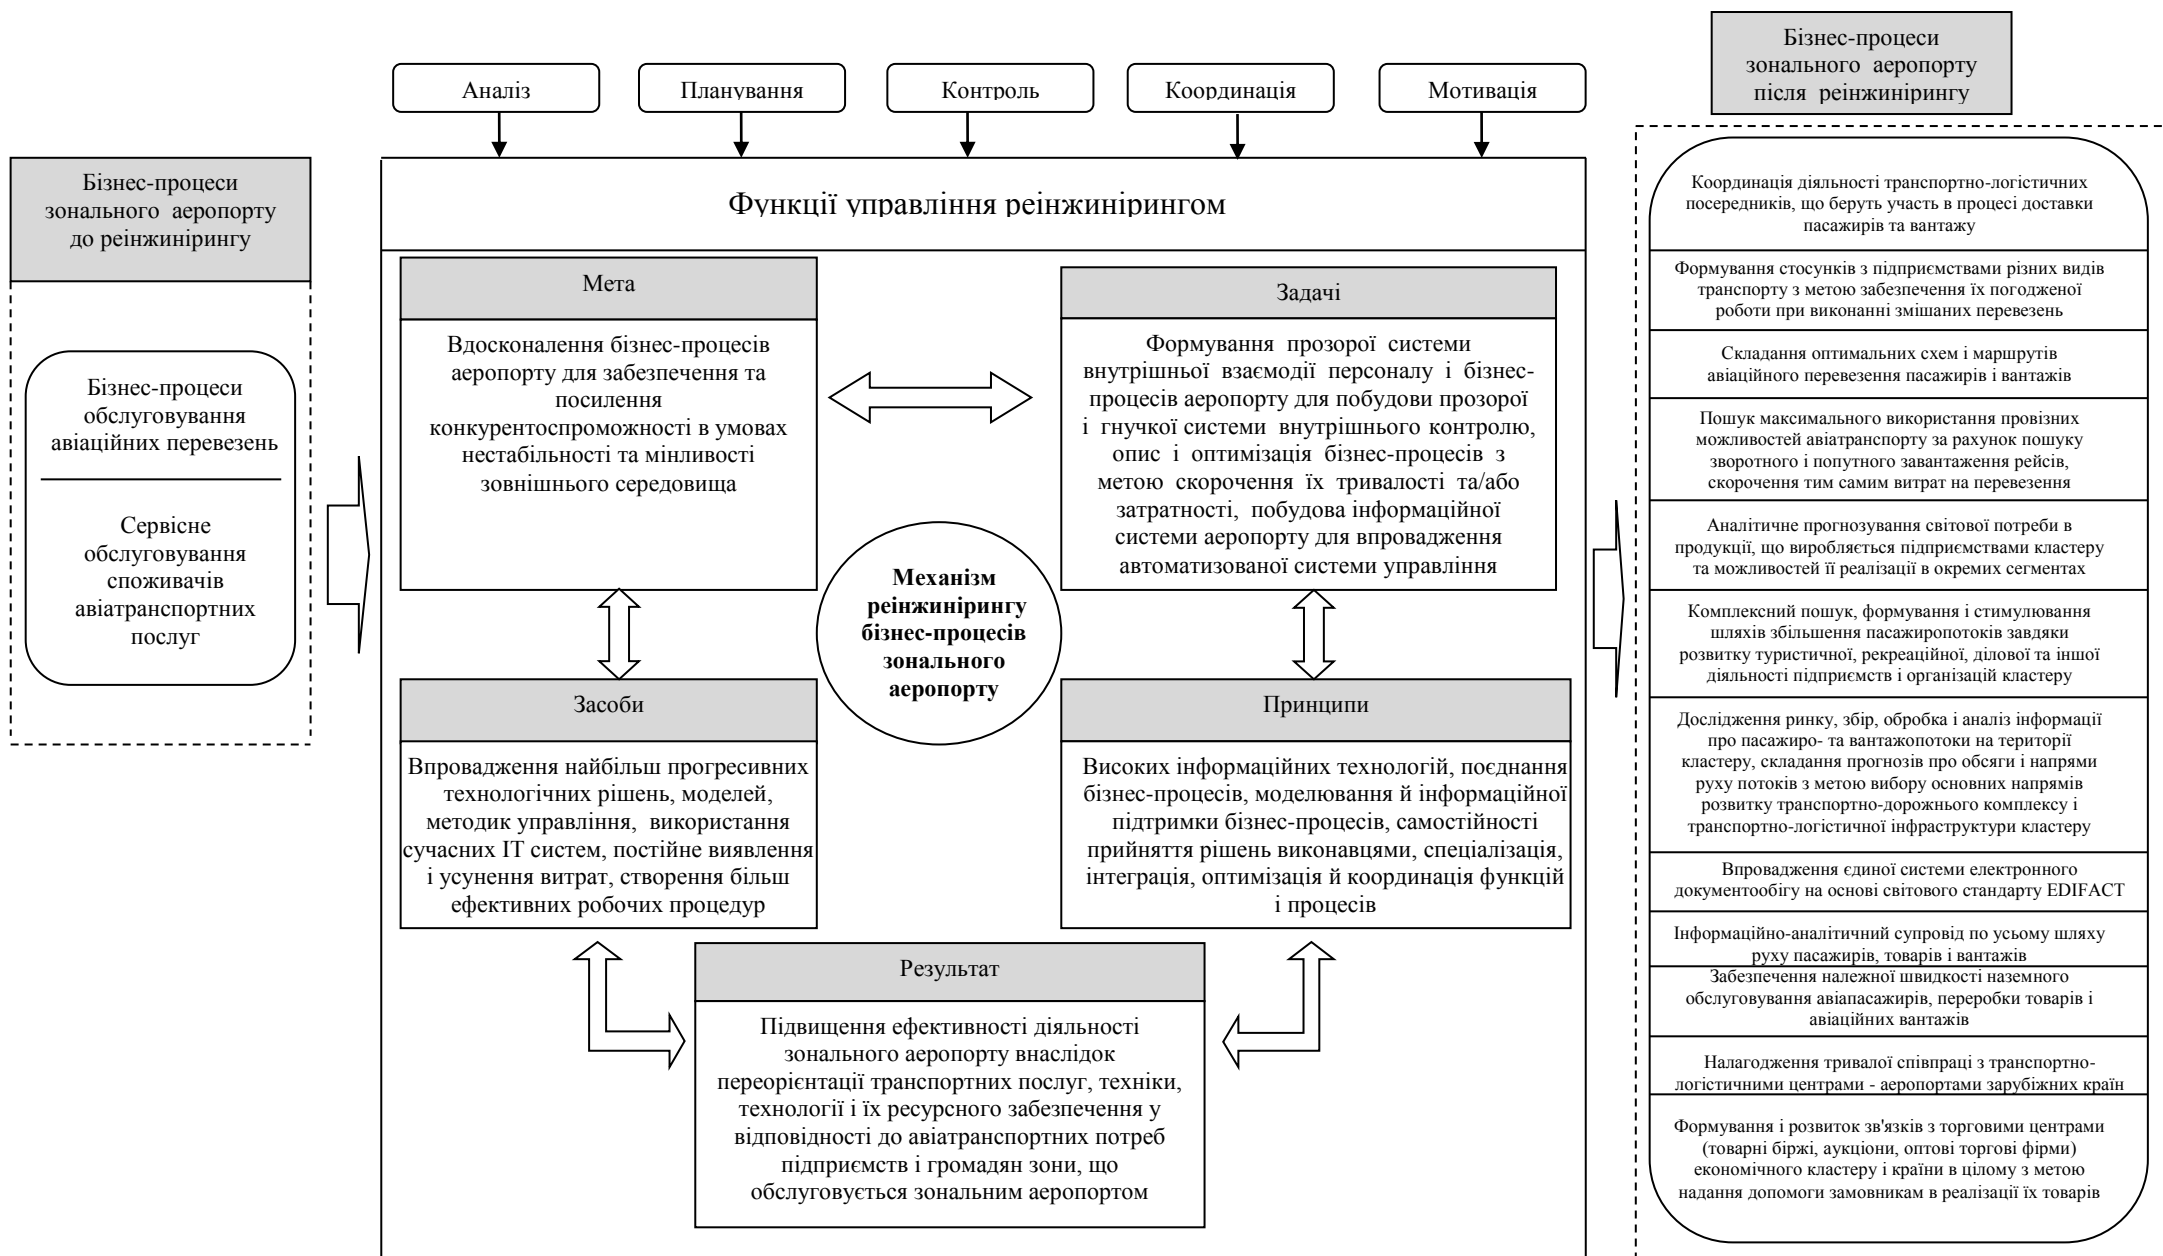 Аналіз
Планування
Контроль
Координація
Мотивація
Бізнес-процеси
зонального аеропорту
до реінжинірингу
Бізнес-процеси
обслуговування
авіаційних перевезень
Сервісне
обслуговування
споживачів
авіатранспортних
послуг
Функції управління реінжинірингом
Мета
Вдосконалення бізнес-процесів
аеропорту для забезпечення та
посилення
конкурентоспроможності в умовах
нестабільності та мінливості
зовнішнього середовища
Задачі
Формування прозорої системи
внутрішньої взаємодії персоналу і бізнес-
процесів аеропорту для побудови прозорої
і гнучкої системи внутрішнього контролю,
опис і оптимізація бізнес-процесів з
метою скорочення їх тривалості та/або
затратності, побудова інформаційної
системи аеропорту для впровадження
автоматизованої системи управління
Механізм
реінжинірингу
бізнес-процесів
зонального
аеропорту
Засоби
Впровадження найбільш прогресивних
технологічних рішень, моделей,
методик управління, використання
сучасних ІТ систем, постійне виявлення
і усунення витрат, створення більш
ефективних робочих процедур
Принципи
Високих інформаційних технологій, поєднання
бізнес-процесів, моделювання й інформаційної
підтримки бізнес-процесів, самостійності
прийняття рішень виконавцями, спеціалізація,
інтеграція, оптимізація й координація функцій
і процесів
Результат
Підвищення ефективності діяльності
зонального аеропорту внаслідок
переорієнтації транспортних послуг, техніки,
технології і їх ресурсного забезпечення у
відповідності до авіатранспортних потреб
підприємств і громадян зони, що
обслуговується зональним аеропортом
Бізнес-процеси
зонального аеропорту
після реінжинірингу
Координація діяльності транспортно-логістичних
посередників, що беруть участь в процесі доставки
пасажирів та вантажу
Формування стосунків з підприємствами різних видів
транспорту з метою забезпечення їх погодженої
роботи при виконанні змішаних перевезень
Складання оптимальних схем і маршрутів
авіаційного перевезення пасажирів і вантажів
Пошук максимального використання провізних
можливостей авіатранспорту за рахунок пошуку
зворотного і попутного завантаження рейсів,
скорочення тим самим витрат на перевезення
Аналітичне прогнозування світової потреби в
продукції, що виробляється підприємствами кластеру
та можливостей її реалізації в окремих сегментах
Комплексний пошук, формування і стимулювання
шляхів збільшення пасажиропотоків завдяки
розвитку туристичної, рекреаційної, ділової та іншої
діяльності підприємств і організацій кластеру
Дослідження ринку, збір, обробка і аналіз інформації
про пасажиро- та вантажопотоки на території
кластеру, складання прогнозів про обсяги і напрями
руху потоків з метою вибору основних напрямів
розвитку транспортно-дорожнього комплексу і
транспортно-логістичної інфраструктури кластеру
Впровадження єдиної системи електронного
документообігу на основі світового стандарту EDIFACT
Інформаційно-аналітичний супровід по усьому шляху
руху пасажирів, товарів і вантажів
Забезпечення належної швидкості наземного
обслуговування авіапасажирів, переробки товарів і
авіаційних вантажів
Налагодження тривалої співпраці з транспортно-
логістичними центрами - аеропортами зарубіжних країн
Формування і розвиток зв'язків з торговими центрами
(товарні біржі, аукціони, оптові торгові фірми)
економічного кластеру і країни в цілому з метою
надання допомоги замовникам в реалізації їх товарів